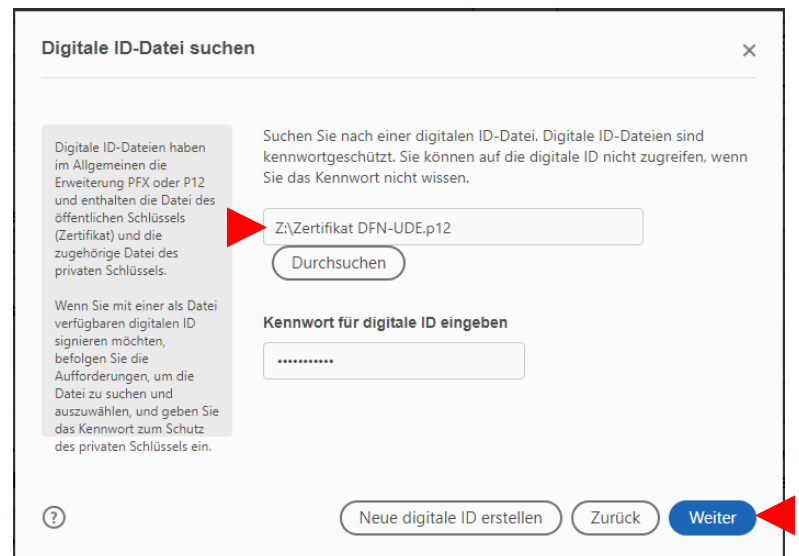 Digitale ID-Datei suchen
Digitale ID-Dateien haben
im Allgemeinen die
Erweiterung PFX oder P12
und enthalten die Datei des
öffentlichen Schlüssels
(Zertifikat) und die
zugehörige Datei des
privaten Schlüssels.
Wenn Sie mit einer als Datei
verfügbaren digitalen ID
signieren möchten,
befolgen Sie die
Aufforderungen, um die
Datei zu suchen und
auszuwählen, und geben Sie
das Kennwort zum Schutz
des privaten Schlüssels ein.
Suchen Sie nach einer digitalen ID-Datei. Digitale ID-Dateien sind
kennwortgeschützt. Sie können auf die digitale ID nicht zugreifen, wenn
Sie das Kennwort nicht wissen.
Z:\Zertifikat DFN-UDE.p12
Durchsuchen
Kennwort für digitale ID eingeben
•••••••••••
?
Neue digitale ID erstellen
Zurück
Weiter